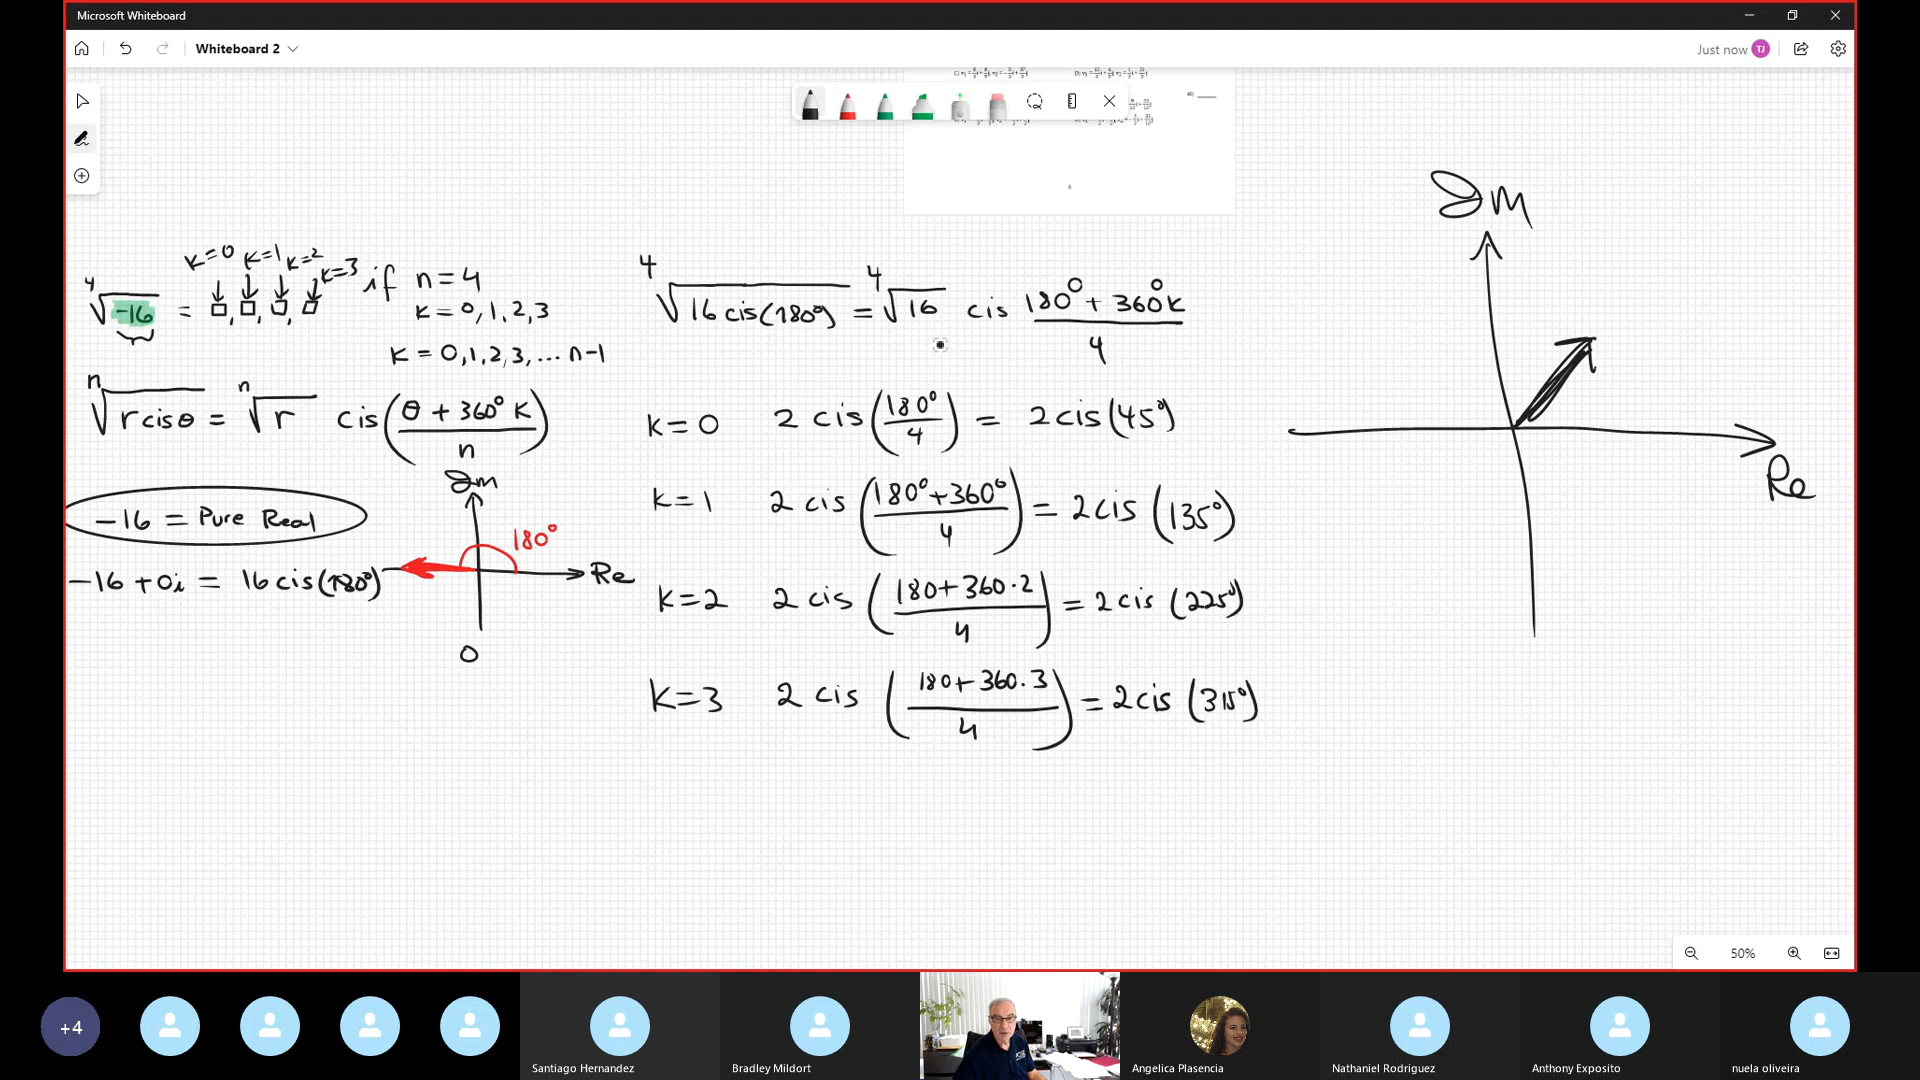 Microsoft Whiteboard
Whiteboard 2
Just now TJ
K=0 K=1 K=2 K=3
⁴√-16 = □, □, □, □ if n = 4
K = 0, 1, 2, 3
K = 0, 1, 2, 3, ... n-1
ⁿ√r cis θ = ⁿ√r cis(θ + 360° K / n)
-16 = Pure Real
-16 + 0i = 16 cis(180°)
Im
180°
Re
0
⁴√16 cis(180°) = ⁴√16 cis 180° + 360° K / 4
K = 0 2 cis(180° / 4) = 2 cis(45°)
K = 1 2 cis(180° + 360° / 4) = 2 cis(135°)
K = 2 2 cis(180 + 360 · 2 / 4) = 2 cis(225°)
K = 3 2 cis(180 + 360 · 3 / 4) = 2 cis(315°)
Im
Re
50%
+4
Santiago Hernandez
Bradley Mildort
Angelica Plasencia
Nathaniel Rodriguez
Anthony Exposito
nuela oliveira